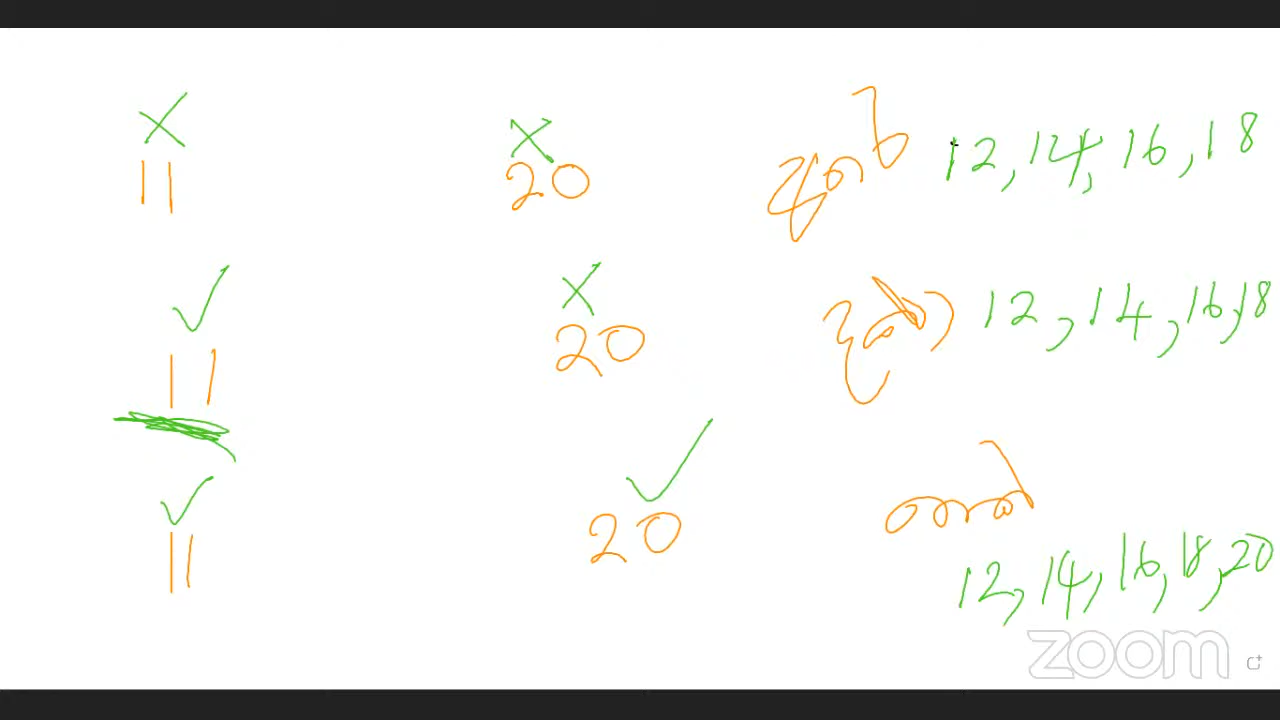 11 20 12, 14, 16, 18
11 20 12, 14, 16, 18
11 20
12, 14, 16, 18, 20
zoom